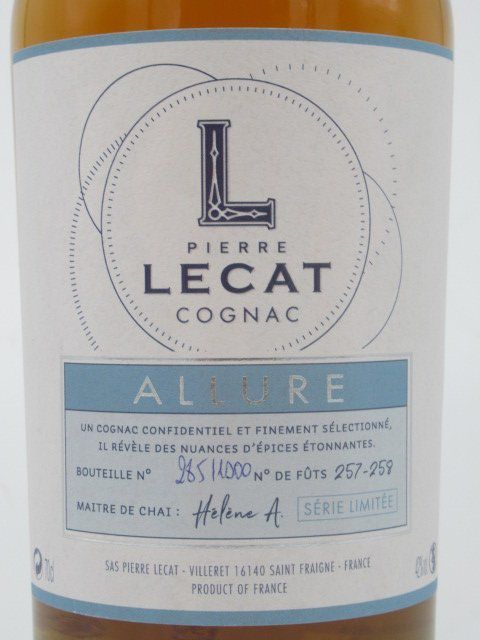 L
PIERRE
LECAT
COGNAC
ALLURE
UN COGNAC CONFIDENTIEL ET FINEMENT SÉLECTIONNÉ,
IL RÉVÈLE DES NUANCES D'ÉPICES ÉTONNANTES.
BOUTEILLE N° 285/1000 N° DE FÛTS 257-258
MAITRE DE CHAI : Hélène A. SÉRIE LIMITÉE
70cl SAS PIERRE LECAT - VILLERET 16140 SAINT FRAIGNE - FRANCE
PRODUCT OF FRANCE